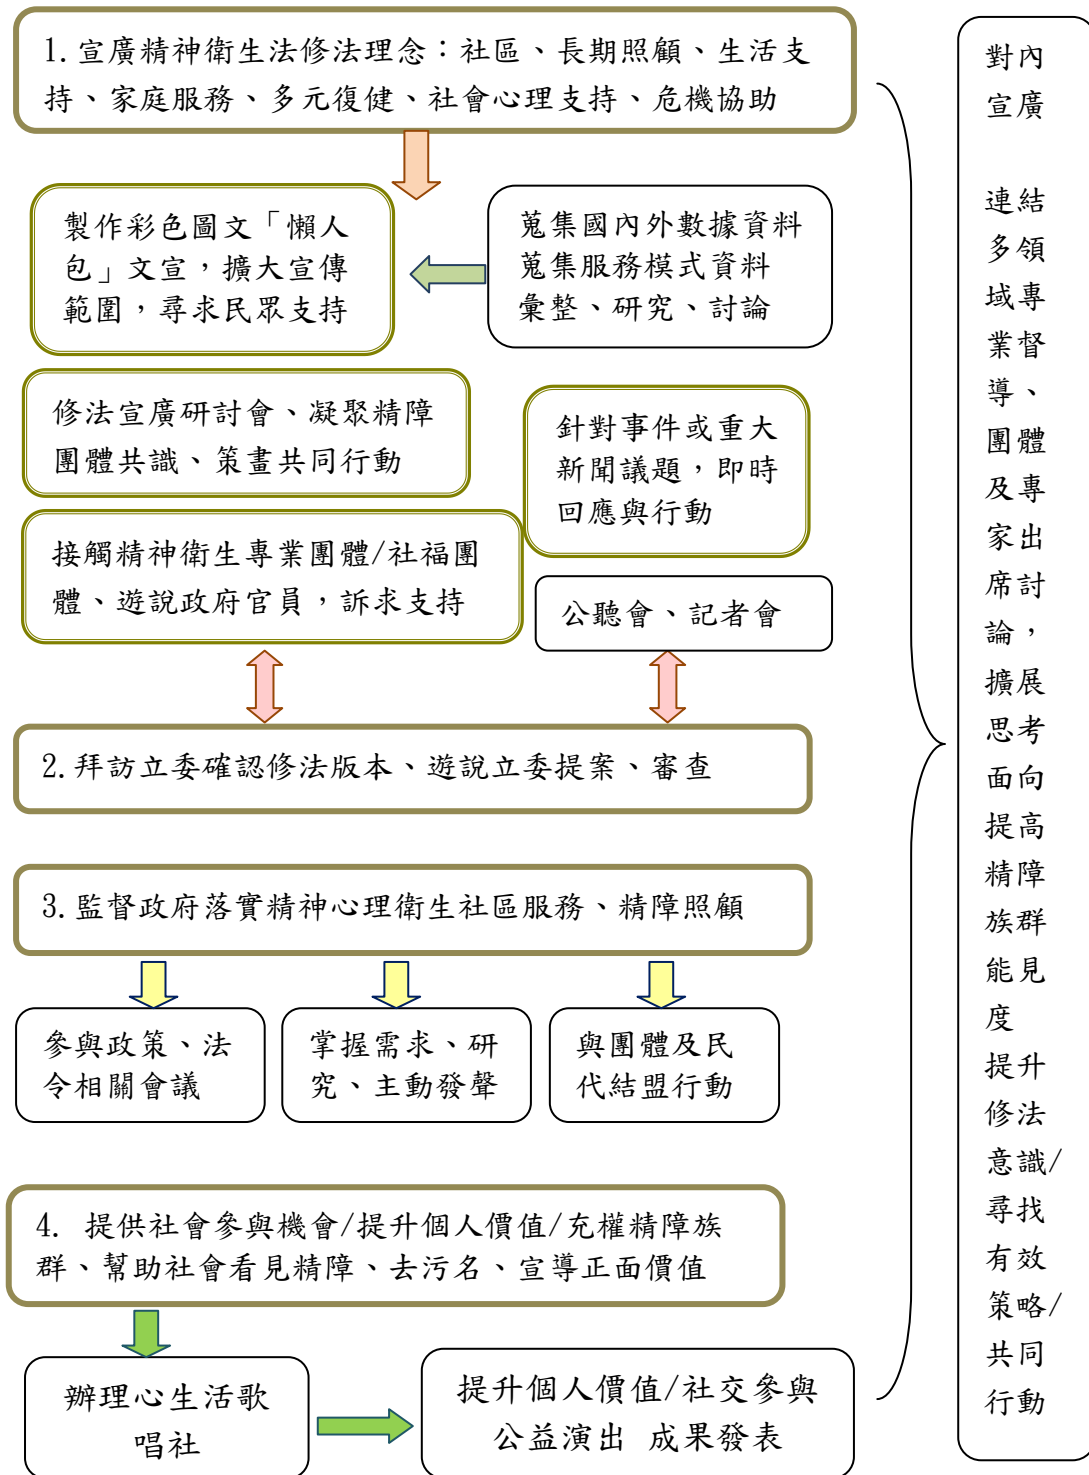 1.宣廣精神衛生法修法理念：社區、長期照顧、生活支
持、家庭服務、多元復健、社會心理支持、危機協助
製作彩色圖文「懶人
包」文宣，擴大宣傳
範圍，尋求民眾支持
蒐集國內外數據資料
蒐集服務模式資料
彙整、研究、討論
修法宣廣研討會、凝聚精障
團體共識、策畫共同行動
針對事件或重大
新聞議題，即時
回應與行動
接觸精神衛生專業團體/社福團
體、遊說政府官員，訴求支持
公聽會、記者會
2.拜訪立委確認修法版本、遊說立委提案、審查
3.監督政府落實精神心理衛生社區服務、精障照顧
參與政策、法
令相關會議
掌握需求、研
究、主動發聲
與團體及民
代結盟行動
4. 提供社會參與機會/提升個人價值/充權精障族
群、幫助社會看見精障、去污名、宣導正面價值
辦理心生活歌
唱社
提升個人價值/社交參與
公益演出 成果發表
對內
宣廣
連結
多領
域專
業督
導、
團體
及專
家出
席討
論，
擴展
思考
面向
提高
精障
族群
能見
度
提升
修法
意識/
尋找
有效
策略/
共同
行動